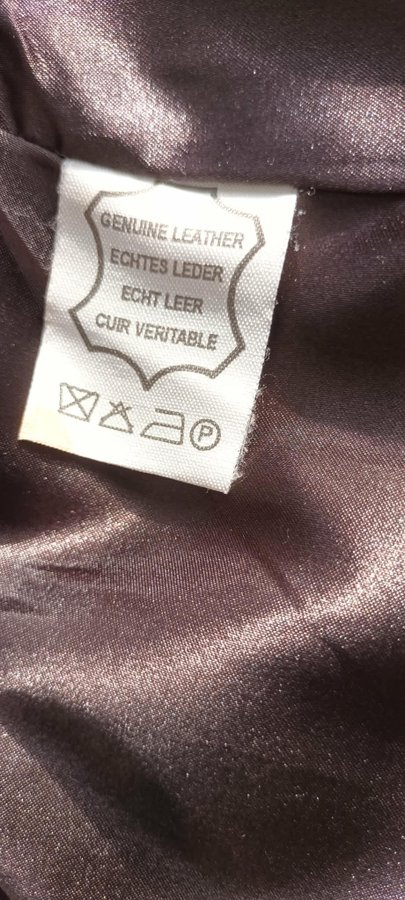 GENUINE LEATHER
ECHTES LEDER
ECHT LEER
CUIR VERITABLE
P